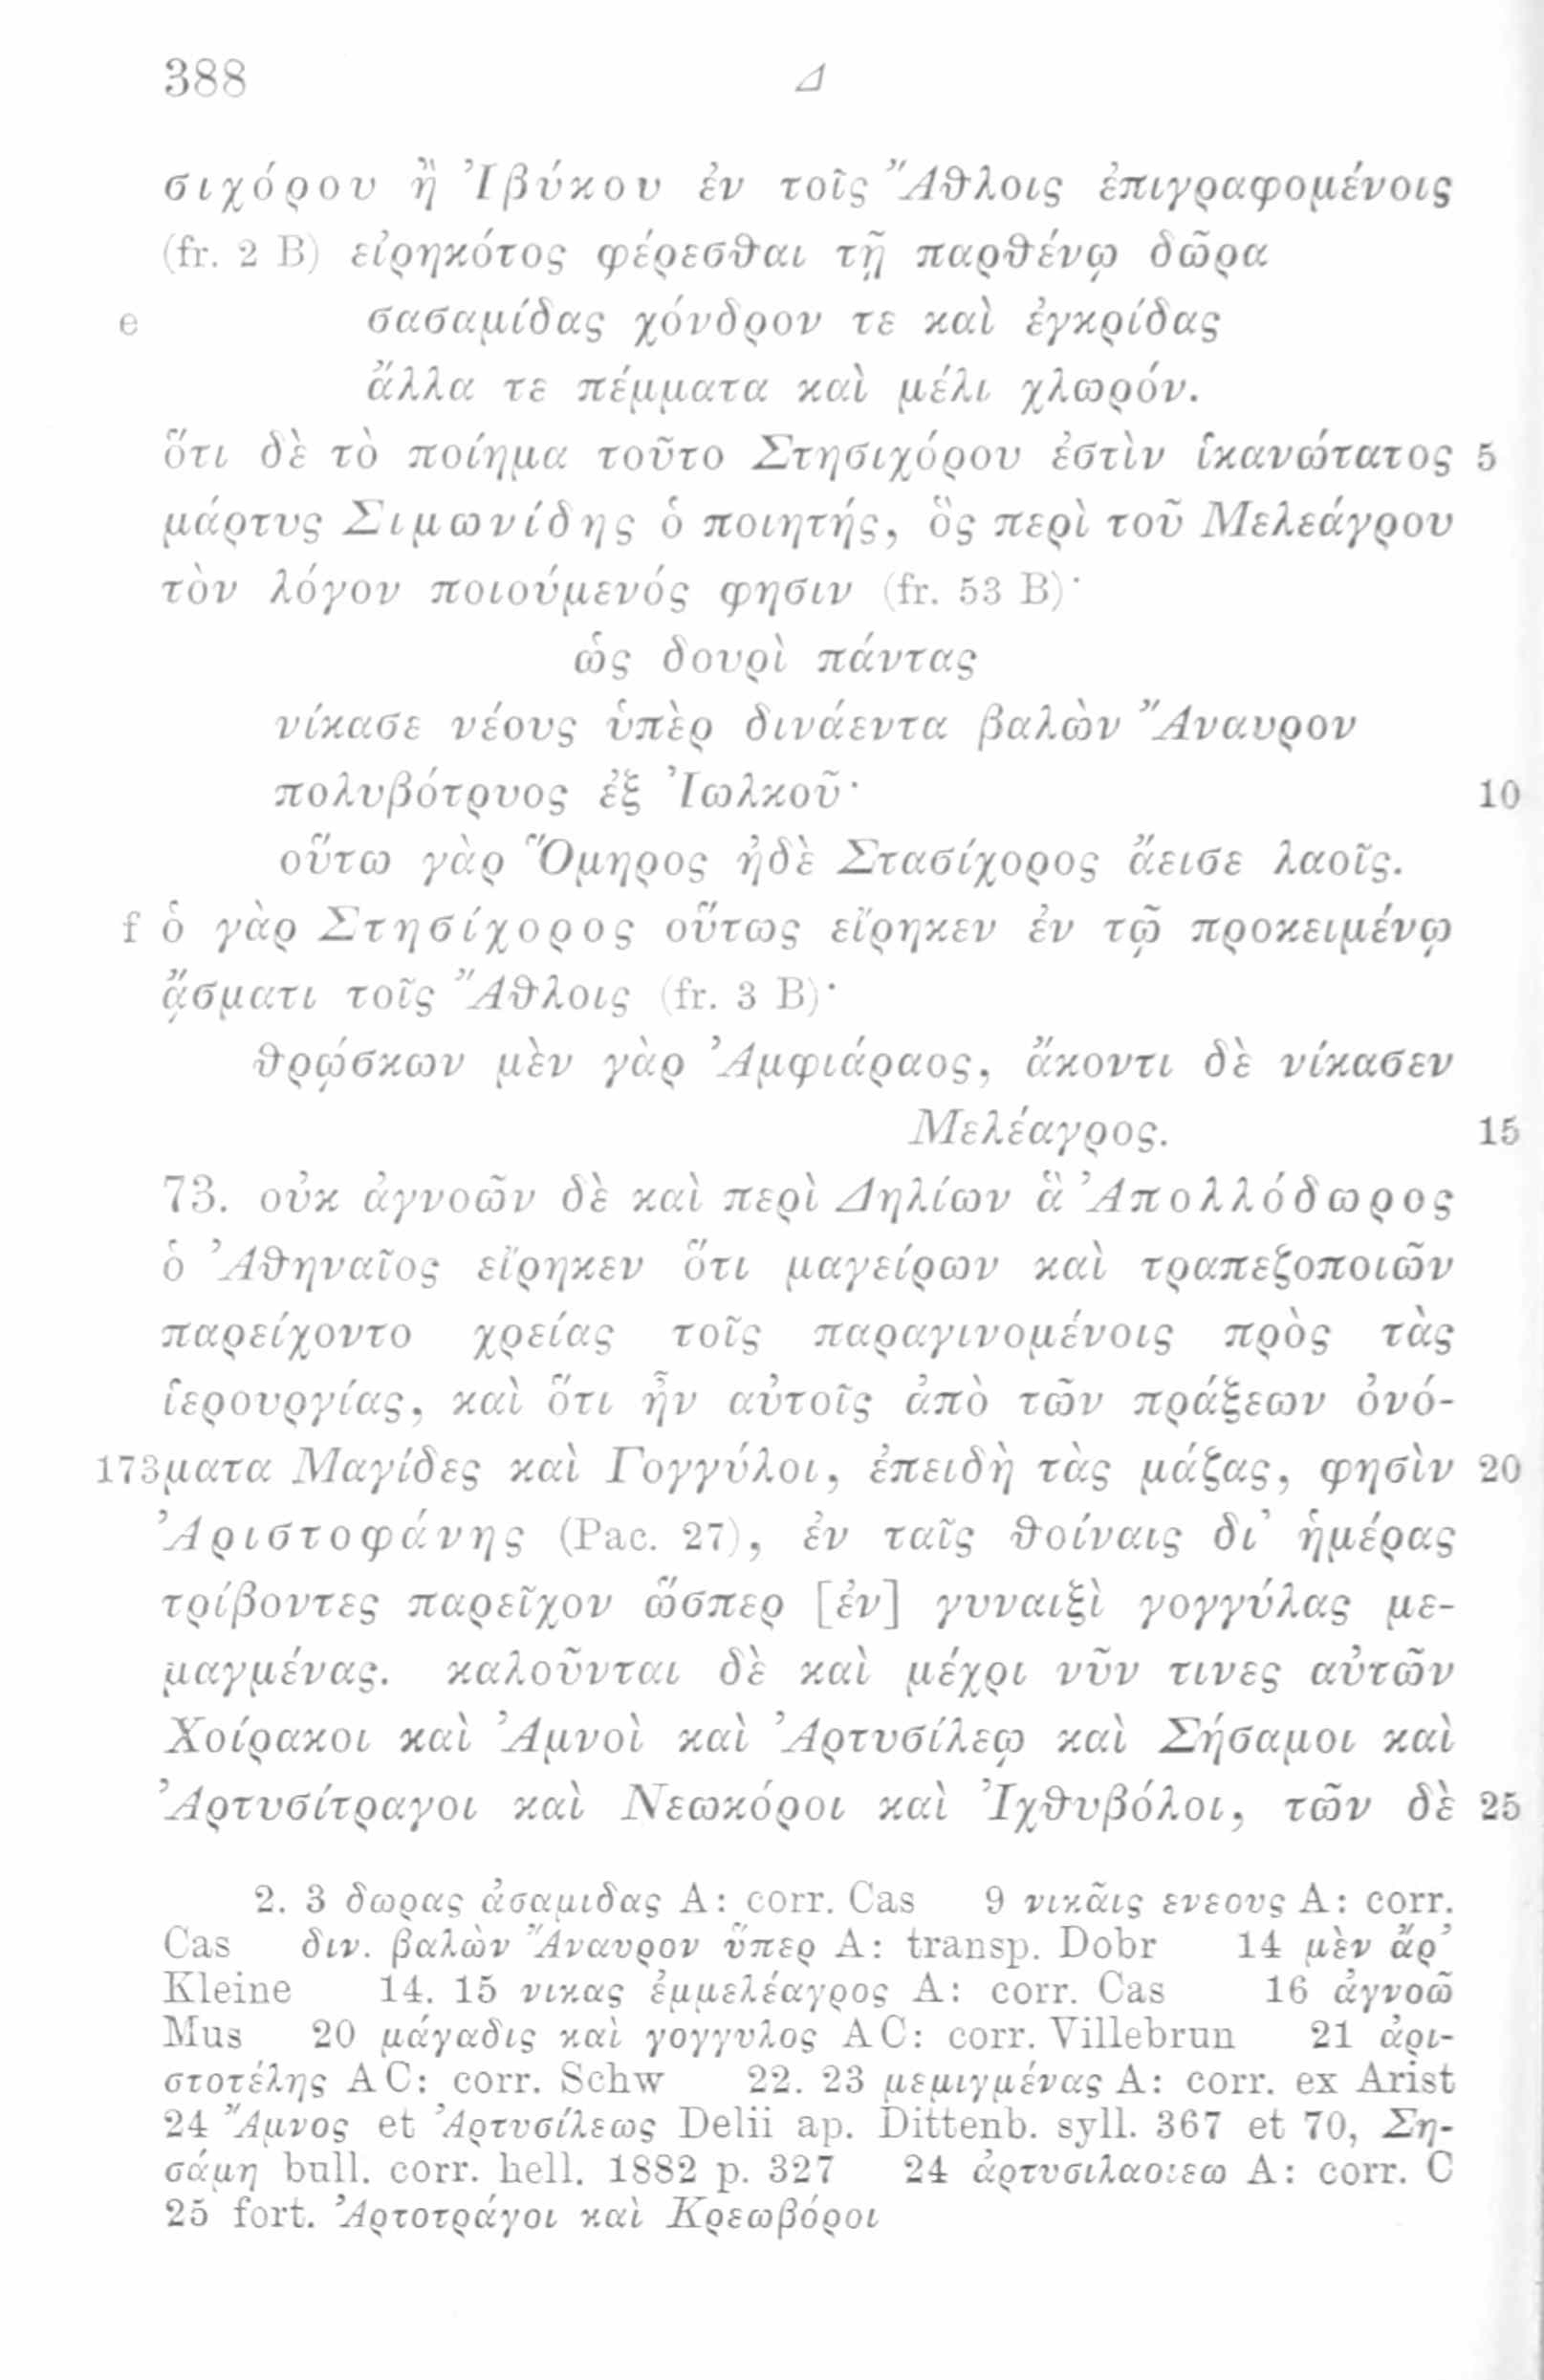 388 Δ
σιχόρου ἢ Ἰβύκου ἐν τοῖς Ἄθλοις ἐπιγραφομένοις
(fr. 2 B) εἰρηκότος φέρεσθαι τῇ παρθένῳ δῶρα
e σασαμίδας χόνδρον τε καὶ ἐγκρίδας
ἄλλα τε πέμματα καὶ μέλι χλωρόν.
ὅτι δὲ τὸ ποίημα τοῦτο Στησιχόρου ἐστὶν ἱκανώτατος 5
μάρτυς Σιμωνίδης ὁ ποιητής, ὃς περὶ τοῦ Μελεάγρου
τὸν λόγον ποιούμενός φησιν (fr. 53 B)·
ὡς δουρὶ πάντας
νίκασε νέους ὑπὲρ δινάεντα βαλὼν Ἄναυρον
πολυβότρυος ἐξ Ἰωλκοῦ· 10
οὕτω γὰρ Ὅμηρος ἠδὲ Στασίχορος ἄεισε λαοῖς.
f ὁ γὰρ Στησίχορος οὕτως εἴρηκεν ἐν τῷ προκειμένῳ
ᾄσματι τοῖς Ἄθλοις (fr. 3 B)·
θρῴσκων μὲν γὰρ Ἀμφιάραος, ἄκοντι δὲ νίκασεν
Μελέαγρος. 15
73. οὐκ ἀγνοῶν δὲ καὶ περὶ Δηλίων ἃ Ἀπολλόδωρος
ὁ Ἀθηναῖος εἴρηκεν ὅτι μαγείρων καὶ τραπεζοποιῶν
παρείχοντο χρείας τοῖς παραγινομένοις πρὸς τὰς
ἱερουργίας, καὶ ὅτι ἦν αὐτοῖς ἀπὸ τῶν πράξεων ὀνό-
173 ματα Μαγίδες καὶ Γογγύλοι, ἐπειδὴ τὰς μάζας, φησὶν 20
Ἀριστοφάνης (Pac. 27), ἐν ταῖς θοίναις δι’ ἡμέρας
τρίβοντες παρεῖχον ὥσπερ [ἐν] γυναιξὶ γογγύλας με-
μαγμένας. καλοῦνται δὲ καὶ μέχρι νῦν τινες αὐτῶν
Χοίρακοι καὶ Ἀμνοὶ καὶ Ἀρτυσίλεῳ καὶ Σήσαμοι καὶ
Ἀρτυσίτραγοι καὶ Νεωκόροι καὶ Ἰχθυβόλοι, τῶν δὲ 25
2. 3 δωρας ἀσαμιδας A: corr. Cas 9 νικᾶις ενεους A: corr.
Cas διν. βαλὼν Ἄναυρον ὕπερ A: transp. Dobr 14 μὲν ἄρ’
Kleine 14. 15 νικας ἐμμελέαγρος A: corr. Cas 16 ἀγνοῶ
Mus 20 μάγαδις καὶ γογγυλος AC: corr. Villebrun 21 ἀρι-
στοτέλης AC: corr. Schw 22. 23 μεμιγμένας A: corr. ex Arist
24 Ἄμνος et Ἀρτυσίλεως Delii ap. Dittenb. syll. 367 et 70, Ση-
σάμη bull. corr. hell. 1882 p. 327 24 ἀρτυσιλαοιεω A: corr. C
25 fort. Ἀρτοτράγοι καὶ Κρεωβόροι